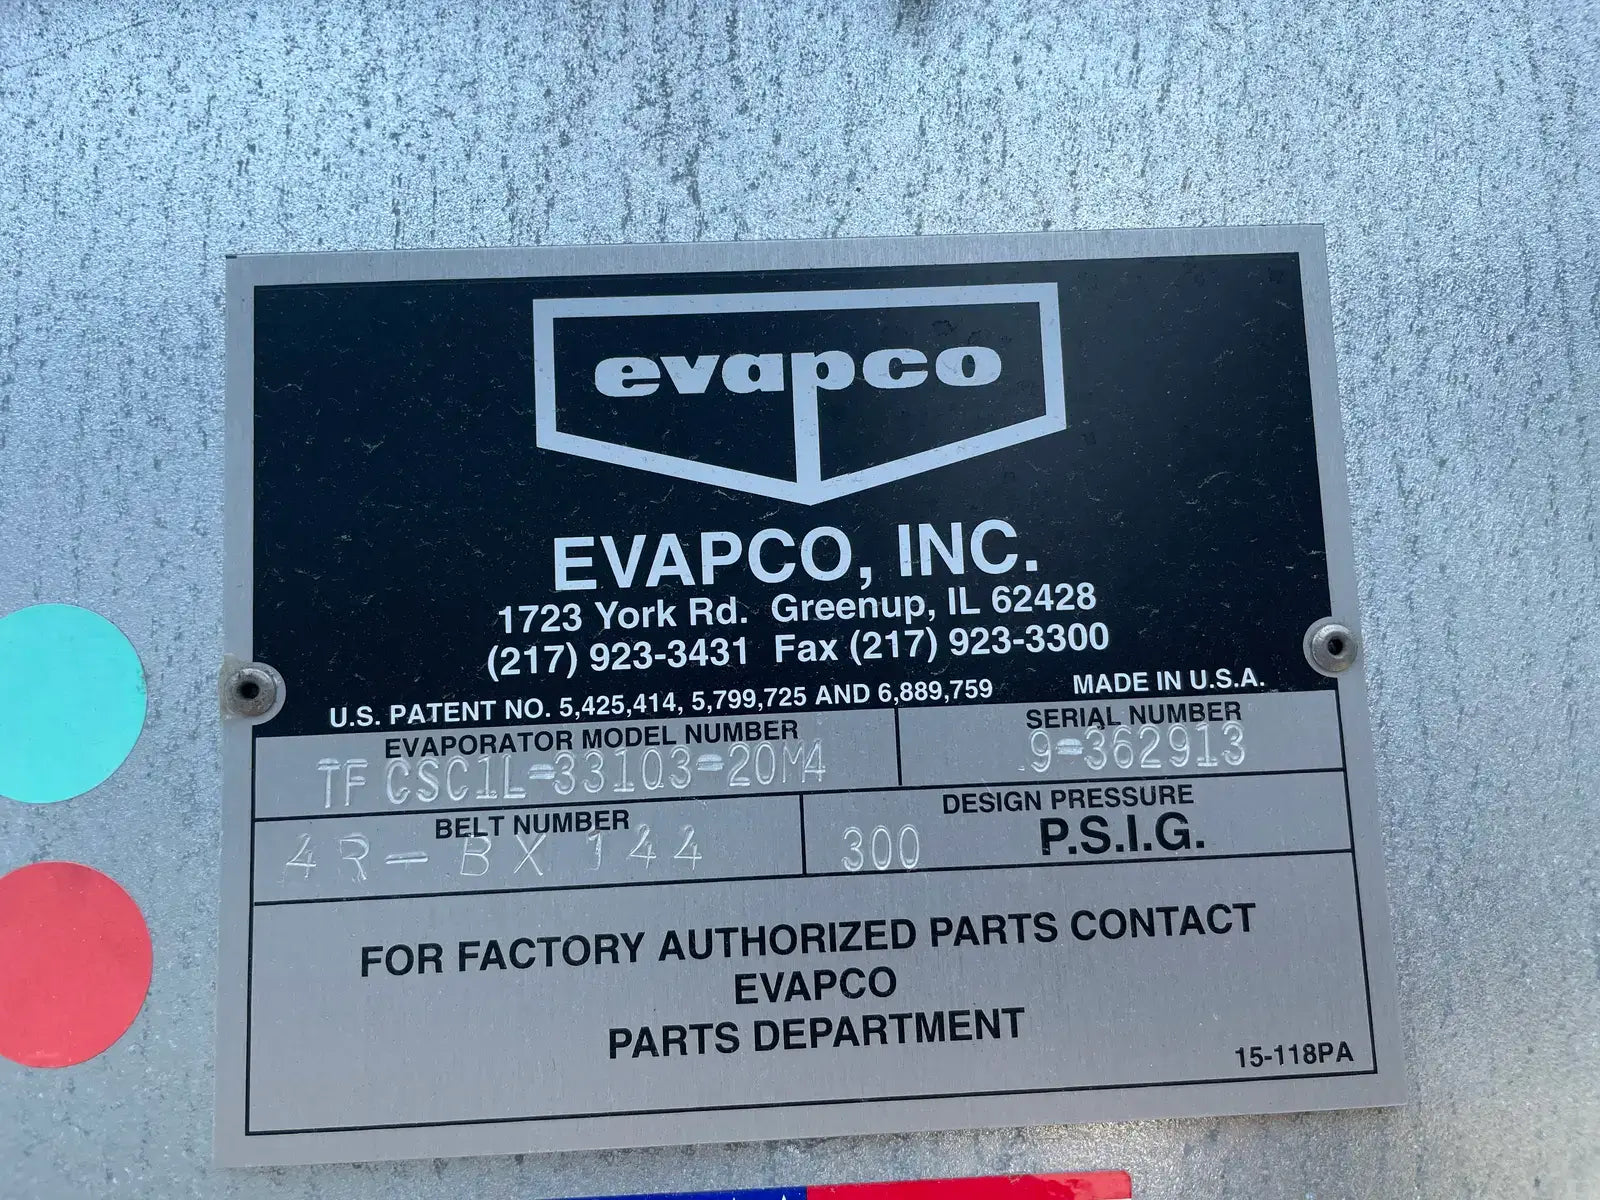 evapco
EVAPCO, INC.
1723 York Rd. Greenup, IL 62428
(217) 923-3431 Fax (217) 923-3300
U.S. PATENT NO. 5,425,414, 5,799,725 AND 6,889,759 MADE IN U.S.A.
EVAPORATOR MODEL NUMBER
TF CSC1L-33103-20M4
SERIAL NUMBER
9-362913
BELT NUMBER
4R-BX144
DESIGN PRESSURE
300 P.S.I.G.
FOR FACTORY AUTHORIZED PARTS CONTACT
EVAPCO
PARTS DEPARTMENT
15-118PA